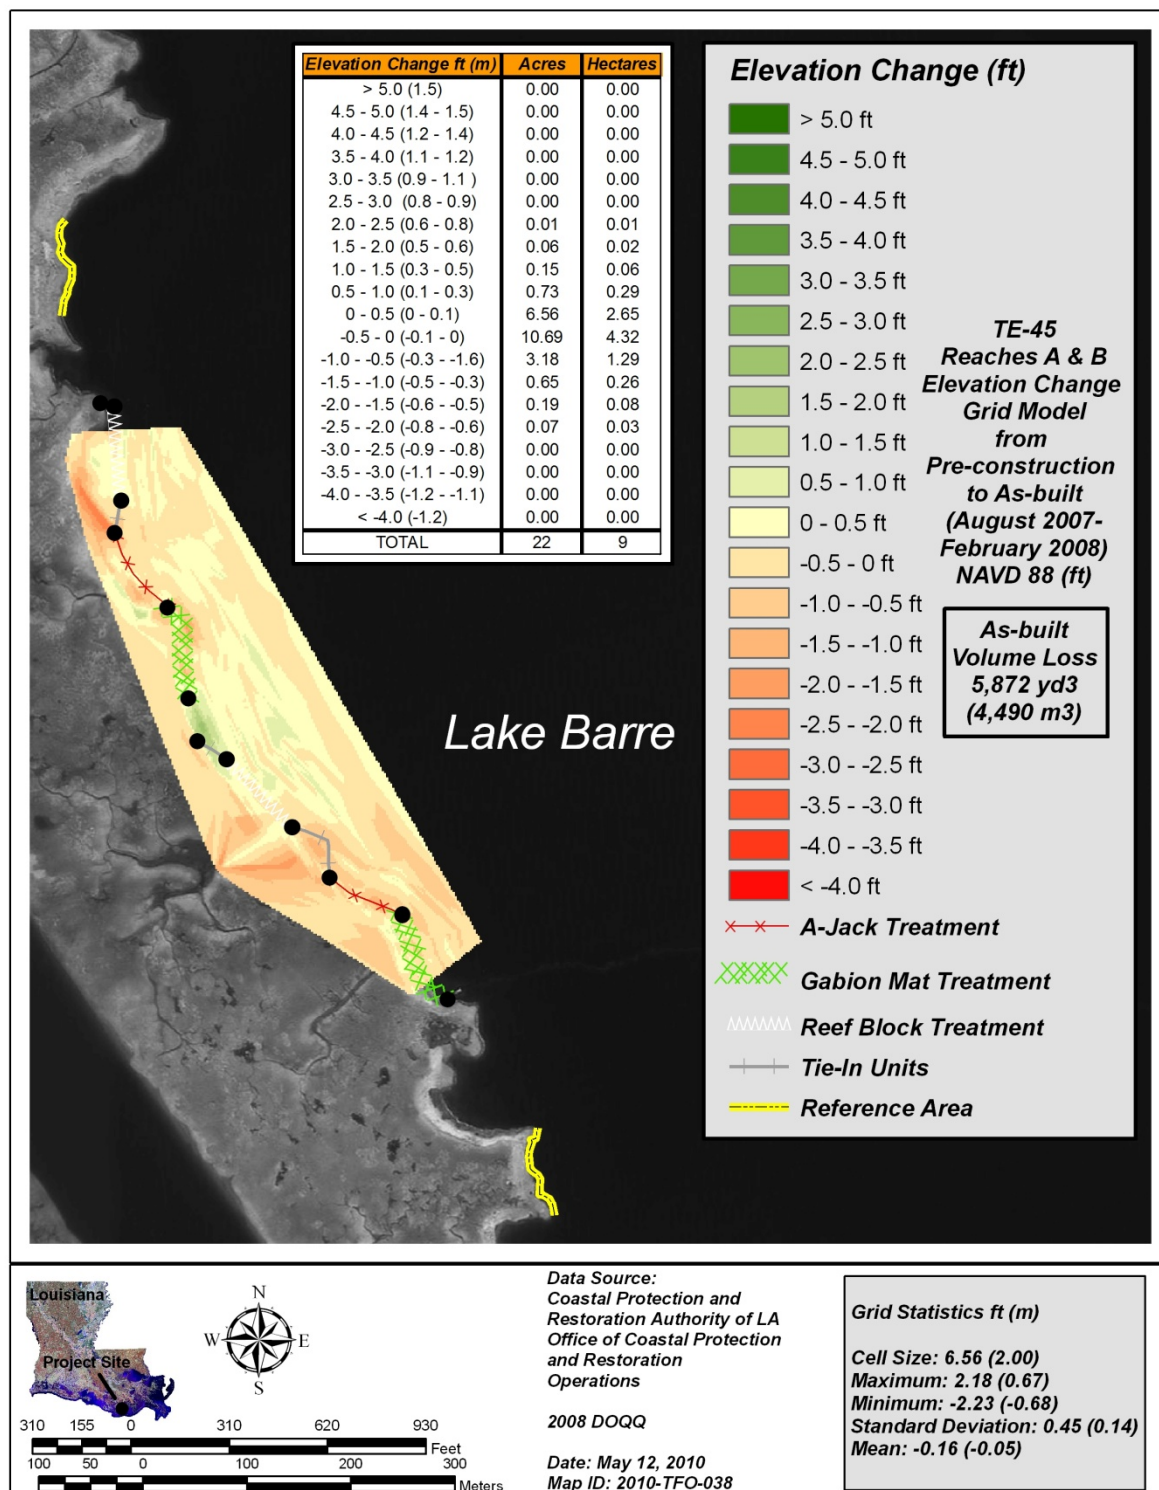 Elevation Change ft (m) Acres Hectares
> 5.0 (1.5) 0.00 0.00
4.5 - 5.0 (1.4 - 1.5) 0.00 0.00
4.0 - 4.5 (1.2 - 1.4) 0.00 0.00
3.5 - 4.0 (1.1 - 1.2) 0.00 0.00
3.0 - 3.5 (0.9 - 1.1 ) 0.00 0.00
2.5 - 3.0 (0.8 - 0.9) 0.00 0.00
2.0 - 2.5 (0.6 - 0.8) 0.01 0.01
1.5 - 2.0 (0.5 - 0.6) 0.06 0.02
1.0 - 1.5 (0.3 - 0.5) 0.15 0.06
0.5 - 1.0 (0.1 - 0.3) 0.73 0.29
0 - 0.5 (0 - 0.1) 6.56 2.65
-0.5 - 0 (-0.1 - 0) 10.69 4.32
-1.0 - -0.5 (-0.3 - -1.6) 3.18 1.29
-1.5 - -1.0 (-0.5 - -0.3) 0.65 0.26
-2.0 - -1.5 (-0.6 - -0.5) 0.19 0.08
-2.5 - -2.0 (-0.8 - -0.6) 0.07 0.03
-3.0 - -2.5 (-0.9 - -0.8) 0.00 0.00
-3.5 - -3.0 (-1.1 - -0.9) 0.00 0.00
-4.0 - -3.5 (-1.2 - -1.1) 0.00 0.00
< -4.0 (-1.2) 0.00 0.00
TOTAL 22 9
Elevation Change (ft)
> 5.0 ft
4.5 - 5.0 ft
4.0 - 4.5 ft
3.5 - 4.0 ft
3.0 - 3.5 ft
2.5 - 3.0 ft
2.0 - 2.5 ft
1.5 - 2.0 ft
1.0 - 1.5 ft
0.5 - 1.0 ft
0 - 0.5 ft
-0.5 - 0 ft
-1.0 - -0.5 ft
-1.5 - -1.0 ft
-2.0 - -1.5 ft
-2.5 - -2.0 ft
-3.0 - -2.5 ft
-3.5 - -3.0 ft
-4.0 - -3.5 ft
< -4.0 ft
A-Jack Treatment
Gabion Mat Treatment
Reef Block Treatment
Tie-In Units
Reference Area
TE-45
Reaches A & B
Elevation Change
Grid Model
from
Pre-construction
to As-built
(August 2007-
February 2008)
NAVD 88 (ft)
As-built
Volume Loss
5,872 yd3
(4,490 m3)
Lake Barre
Louisiana
Project Site
N
W E
S
310 155 0 310 620 930
Feet
100 50 0 100 200 300
Meters
Data Source:
Coastal Protection and
Restoration Authority of LA
Office of Coastal Protection
and Restoration
Operations
2008 DOQQ
Date: May 12, 2010
Map ID: 2010-TFO-038
Grid Statistics ft (m)
Cell Size: 6.56 (2.00)
Maximum: 2.18 (0.67)
Minimum: -2.23 (-0.68)
Standard Deviation: 0.45 (0.14)
Mean: -0.16 (-0.05)